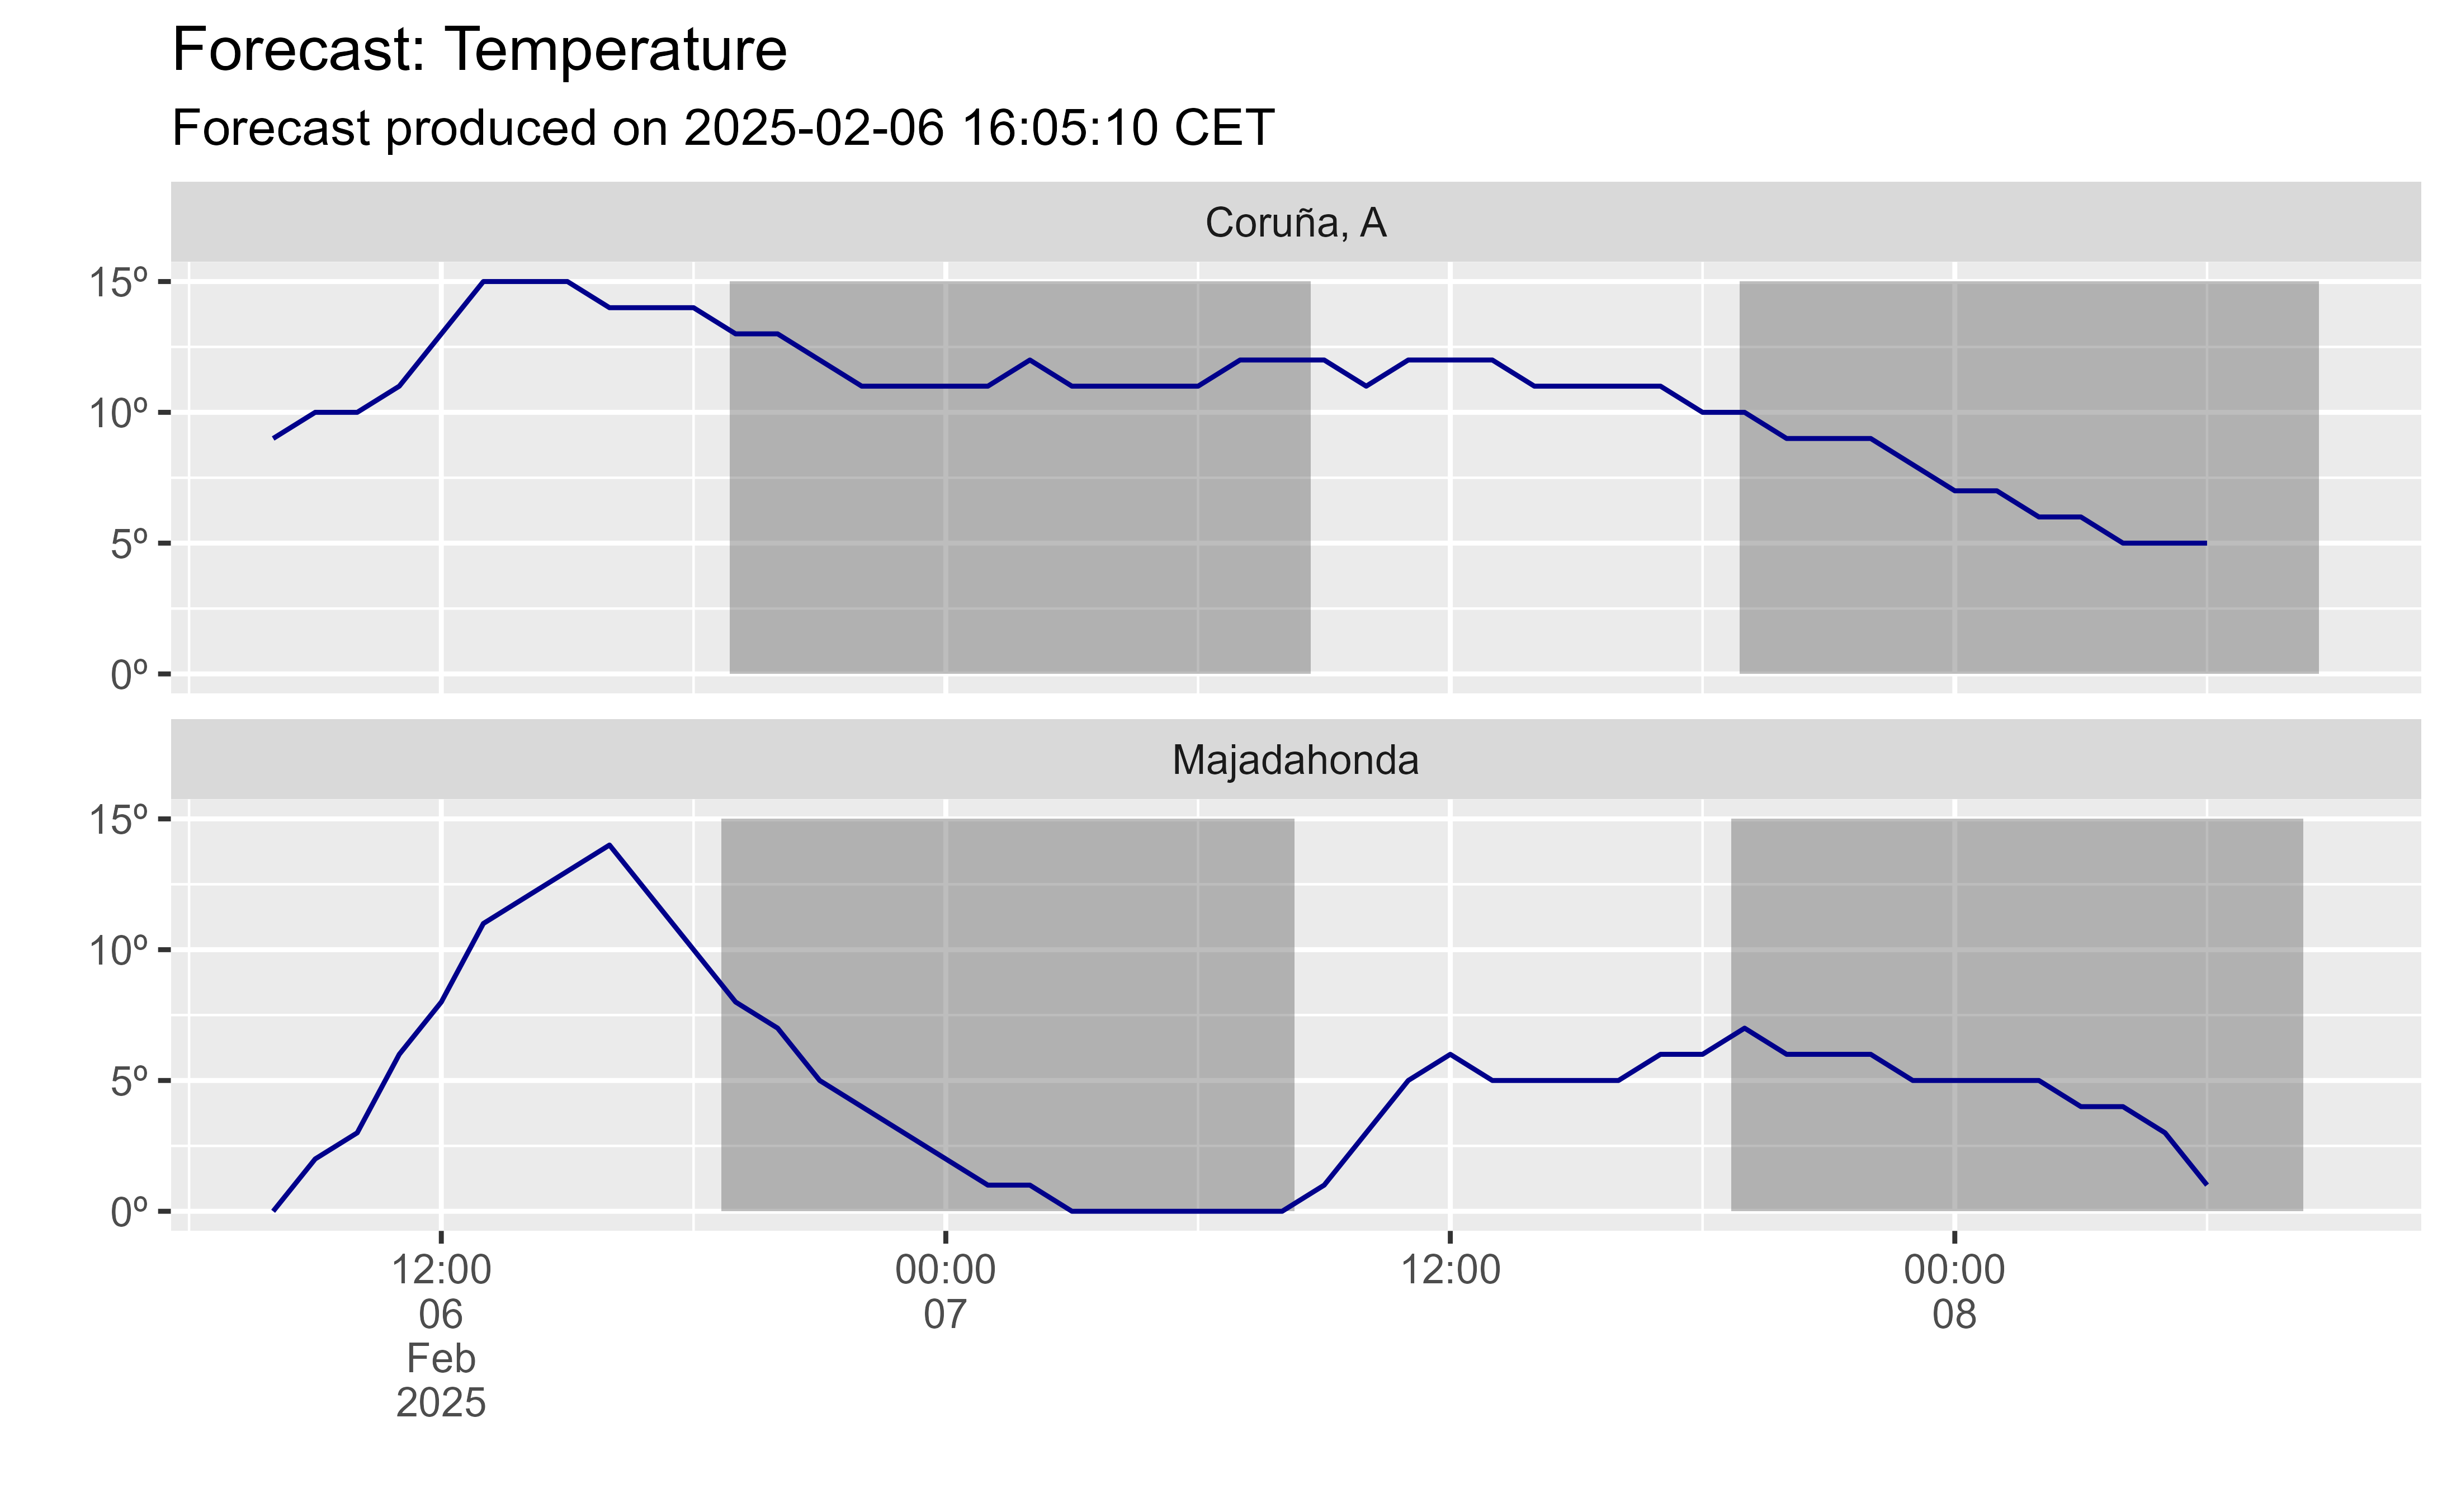 Forecast: Temperature
Forecast produced on 2025-02-06 16:05:10 CET
Coruña, A
15º
10º
5º
0º
Majadahonda
15º
10º
5º
0º
12:00 00:00 12:00 00:00
06 07 08
Feb
2025